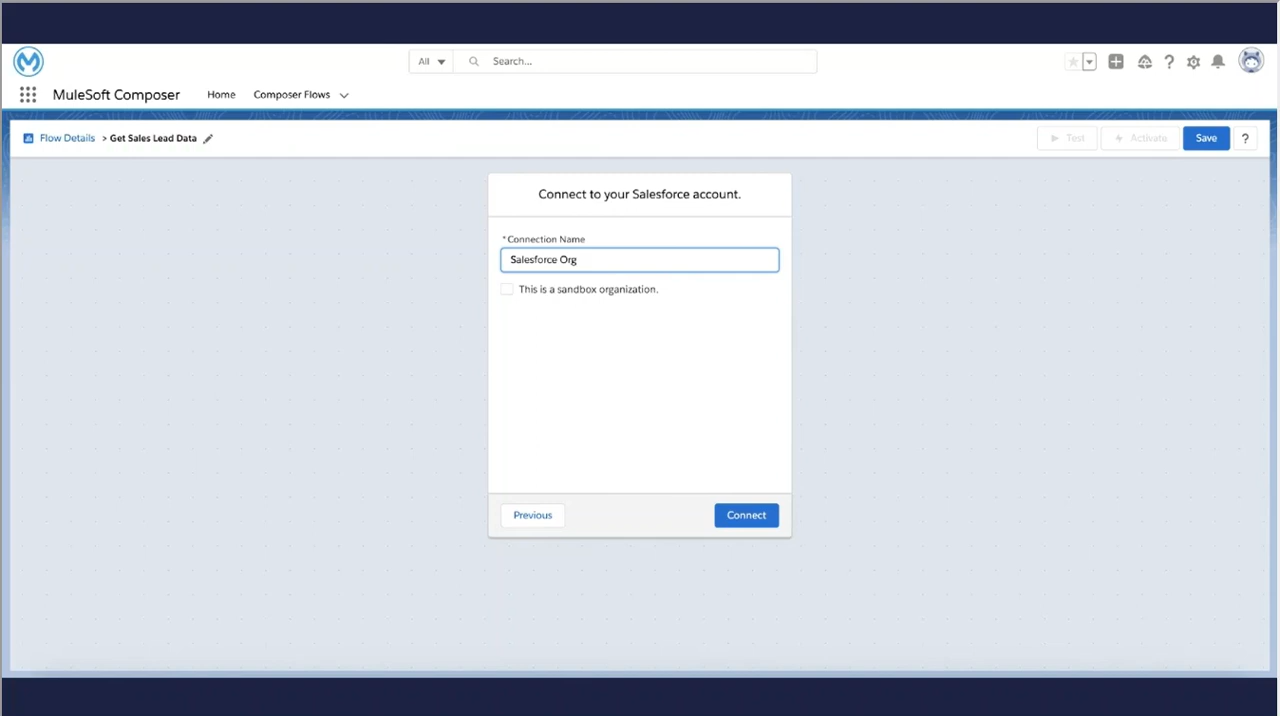 All
Search...
MuleSoft Composer
Home
Composer Flows
Flow Details > Get Sales Lead Data
Test
Activate
Save
?
Connect to your Salesforce account.
*Connection Name
Salesforce Org
This is a sandbox organization.
Previous
Connect